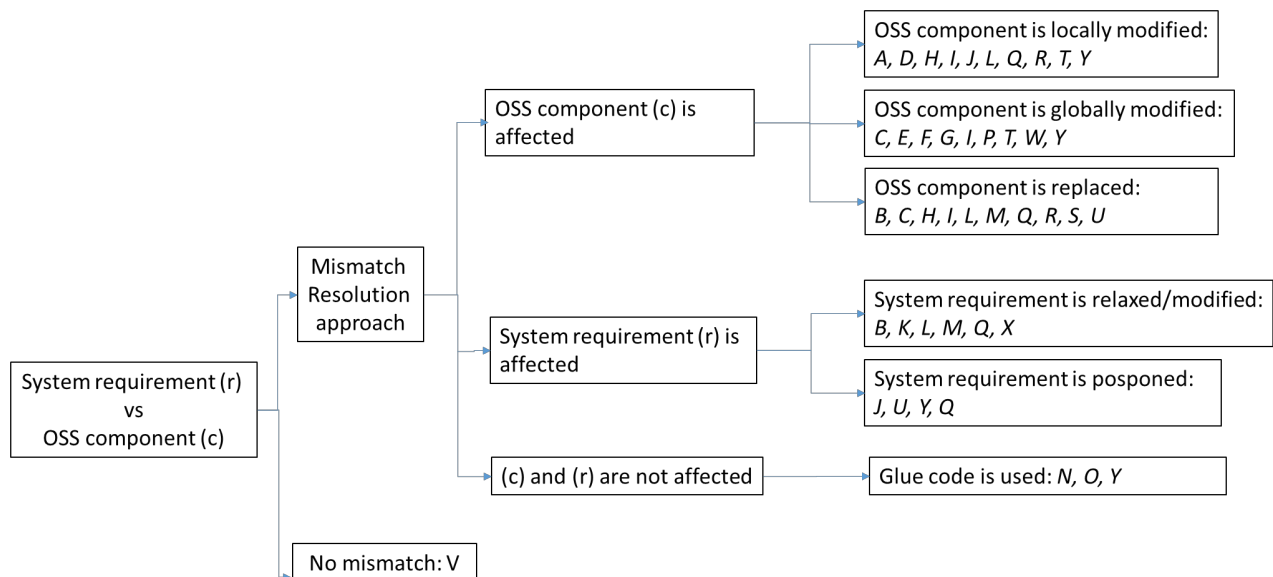 OSS component is locally modified:
A, D, H, I, J, L, Q, R, T, Y
OSS component (c) is
affected
OSS component is globally modified:
C, E, F, G, I, P, T, W, Y
OSS component is replaced:
B, C, H, I, L, M, Q, R, S, U
Mismatch
Resolution
approach
System requirement is relaxed/modified:
B, K, L, M, Q, X
System requirement (r) is
affected
System requirement is posponed:
J, U, Y, Q
System requirement (r)
vs
OSS component (c)
(c) and (r) are not affected
Glue code is used: N, O, Y
No mismatch: V